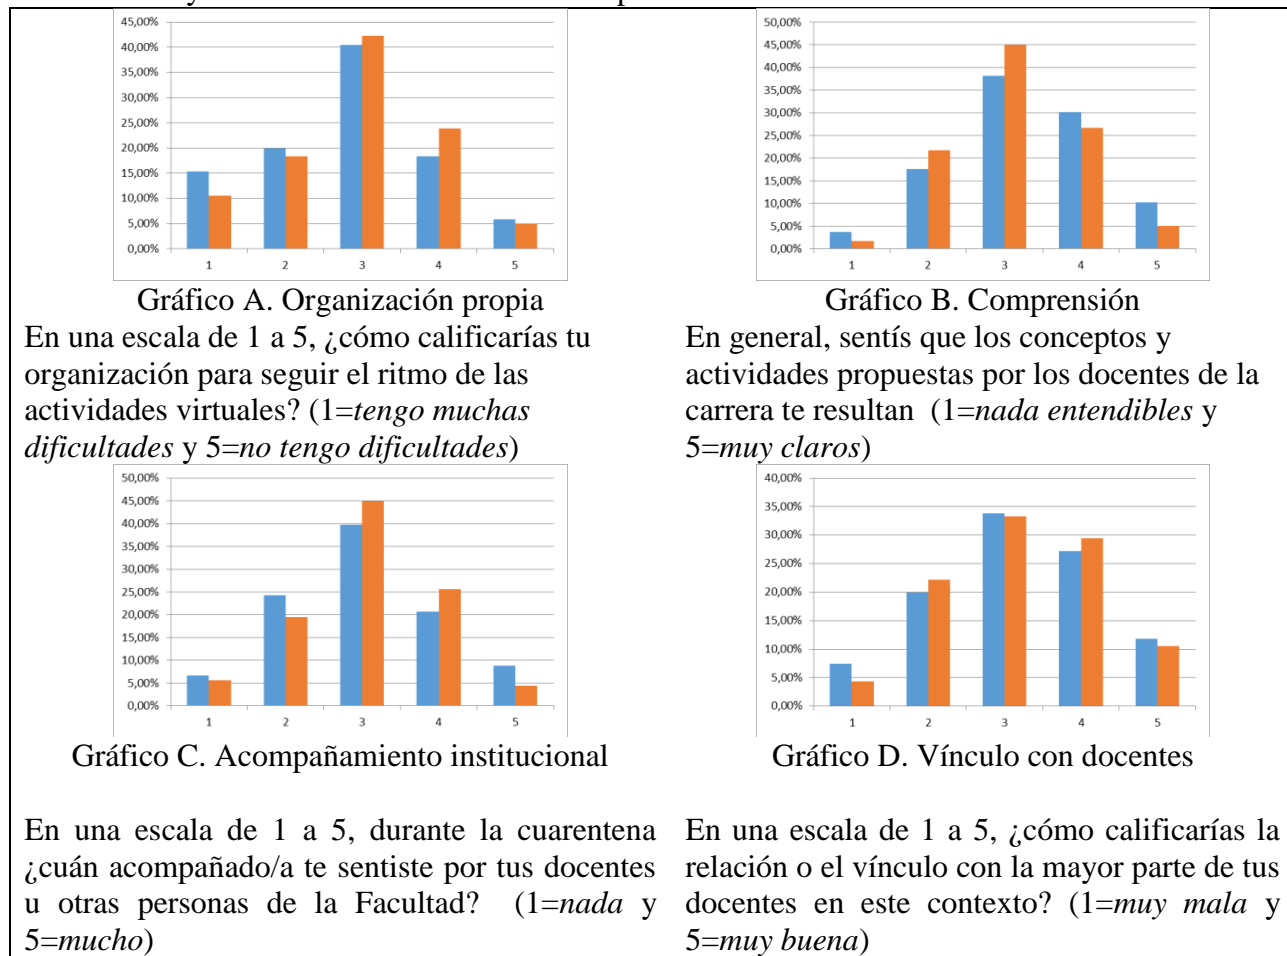 45,00%
40,00%
35,00%
30,00%
25,00%
20,00%
15,00%
10,00%
5,00%
0,00%
1 2 3 4 5
Gráfico A. Organización propia
En una escala de 1 a 5, ¿cómo calificarías tu
organización para seguir el ritmo de las
actividades virtuales? (1=tengo muchas
dificultades y 5=no tengo dificultades)
50,00%
45,00%
40,00%
35,00%
30,00%
25,00%
20,00%
15,00%
10,00%
5,00%
0,00%
1 2 3 4 5
Gráfico B. Comprensión
En general, sentís que los conceptos y
actividades propuestas por los docentes de la
carrera te resultan (1=nada entendibles y
5=muy claros)
50,00%
45,00%
40,00%
35,00%
30,00%
25,00%
20,00%
15,00%
10,00%
5,00%
0,00%
1 2 3 4 5
Gráfico C. Acompañamiento institucional
En una escala de 1 a 5, durante la cuarentena
¿cuán acompañado/a te sentiste por tus docentes
u otras personas de la Facultad? (1=nada y
5=mucho)
40,00%
35,00%
30,00%
25,00%
20,00%
15,00%
10,00%
5,00%
0,00%
1 2 3 4 5
Gráfico D. Vínculo con docentes
En una escala de 1 a 5, ¿cómo calificarías la
relación o el vínculo con la mayor parte de tus
docentes en este contexto? (1=muy mala y
5=muy buena)